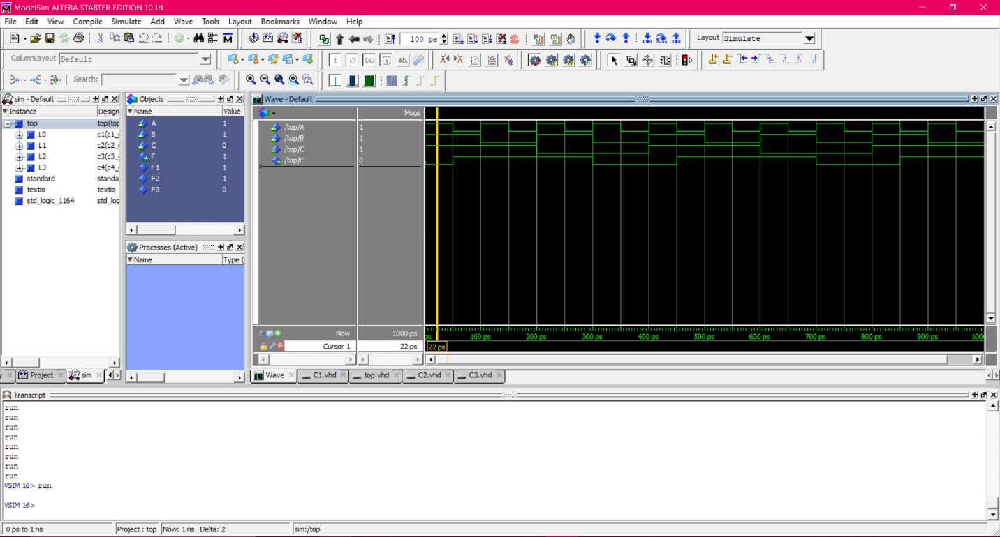 ModelSim ALTERA STARTER EDITION 10.1d
File Edit View Compile Simulate Add Wave Tools Layout Bookmarks Window Help
100 ps
Layout Simulate
ColumnLayout Default
ALL
Search:
sim - Default
Instance Design
top top(top
L0 c1(c1_
L1 c2(c2_
L2 c3(c3_
L3 c4(c4_
standard standa
textio textio
std_logic_1164 std_log
Objects
Name Value
A 1
B 1
C 0
F 1
F1 1
F2 1
F3 0
Processes (Active)
Name Type (
Wave - Default
Msgs
/top/A 1
/top/B 1
/top/C 1
/top/F 0
Now 1000 ps
Cursor 1 22 ps
ps 100 ps 200 ps 300 ps 400 ps 500 ps 600 ps 700 ps 800 ps 900 ps 100
22 ps
Project sim
Wave C1.vhd top.vhd C2.vhd C3.vhd
Transcript
run
run
run
run
run
run
run
run
VSIM 16> run
VSIM 16>
0 ps to 1 ns Project : top Now: 1 ns Delta: 2 sim:/top